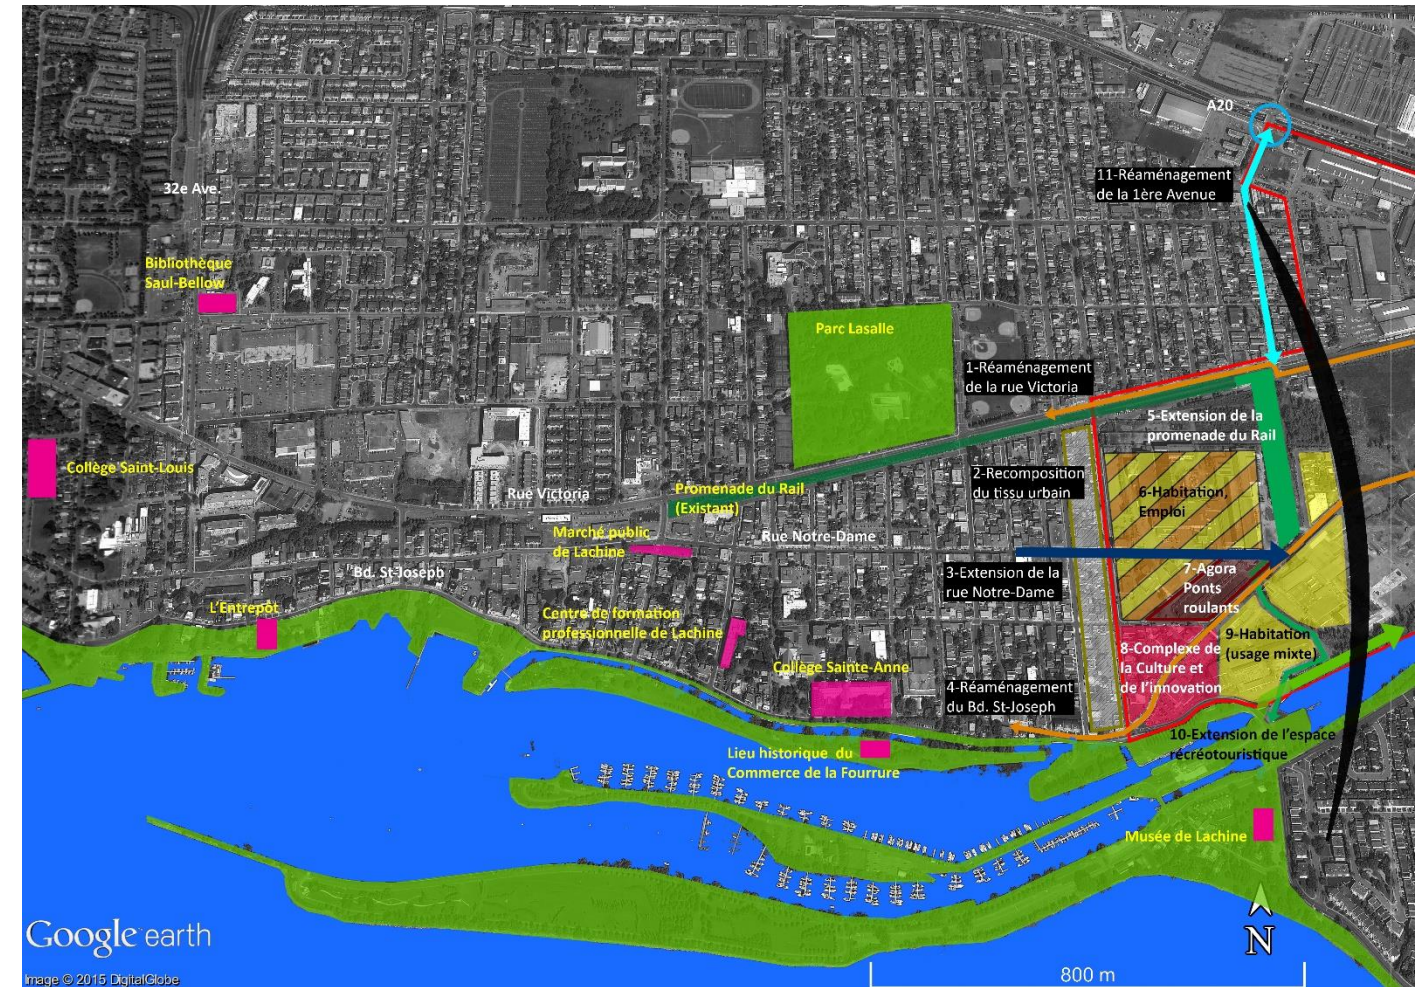 A20
11-Réaménagement
de la 1ère Avenue
32e Ave.
Bibliothèque
Saul-Bellow
Parc Lasalle
1-Réaménagement
de la rue Victoria
5-Extension de la
promenade du Rail
Collège Saint-Louis
2-Recomposition
du tissu urbain
Rue Victoria
Promenade du Rail
(Existant)
6-Habitation,
Emploi
Marché public
de Lachine
Rue Notre-Dame
Bd. St-Joseph
3-Extension de la
rue Notre-Dame
7-Agora
Ponts
roulants
L'Entrepôt
Centre de formation
professionnelle de Lachine
9-Habitation
(usage mixte)
8-Complexe de
la Culture et
de l'innovation
Collège Sainte-Anne
4-Réaménagement
du Bd. St-Joseph
10-Extension de l'espace
récréotouristique
Lieu historique du
Commerce de la Fourrure
Musée de Lachine
Google earth
N
Image © 2015 DigitalGlobe
800 m